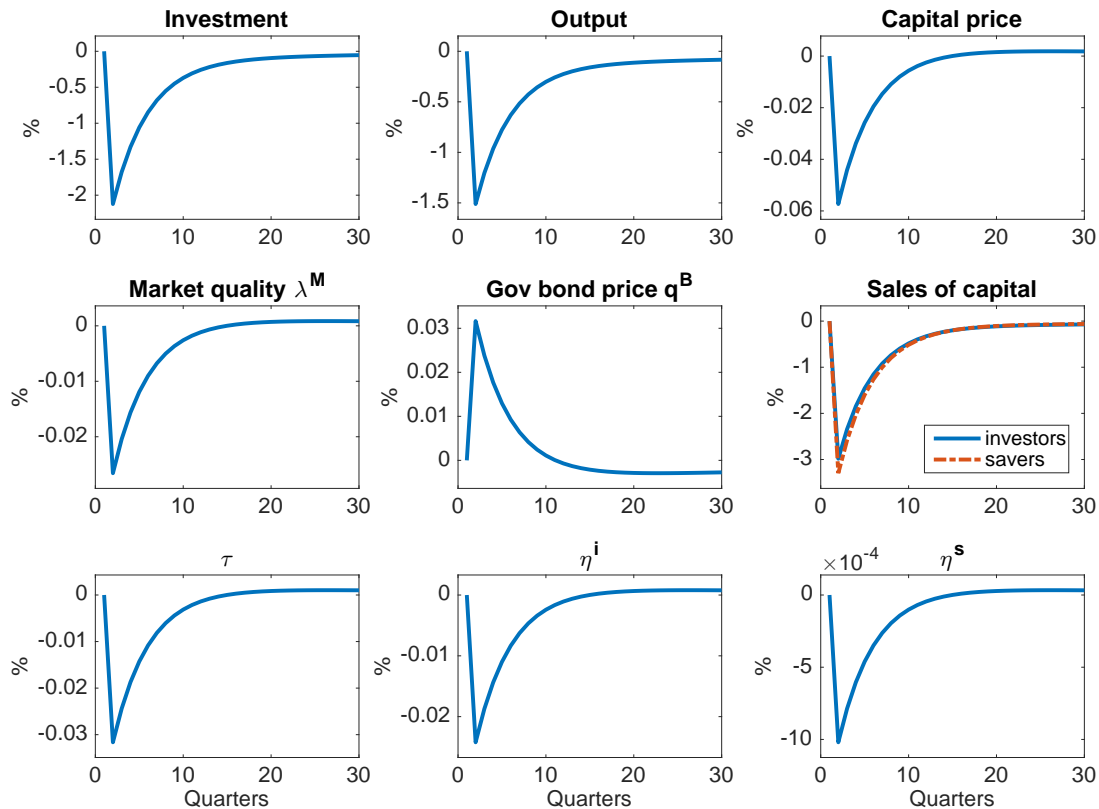 Investment
0
-0.5
-1
-1.5
-2
%
0 10 20 30
Output
0
-0.5
-1
-1.5
%
0 10 20 30
Capital price
0
-0.02
-0.04
-0.06
%
0 10 20 30
Market quality λM
0
-0.01
-0.02
%
0 10 20 30
Gov bond price qB
0.03
0.02
0.01
0
%
0 10 20 30
Sales of capital
0
-1
-2
-3
%
investors
savers
0 10 20 30
τ
0
-0.01
-0.02
-0.03
%
0 10 20 30
Quarters
ηi
0
-0.01
-0.02
%
0 10 20 30
Quarters
×10-4
ηs
0
-5
-10
%
0 10 20 30
Quarters